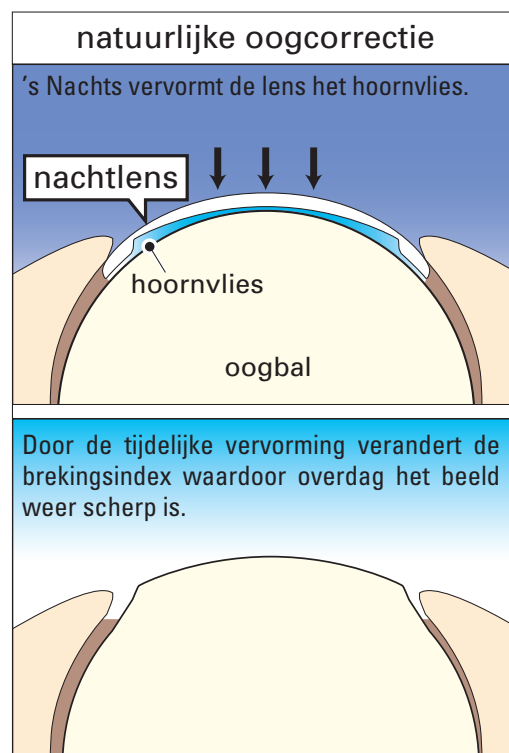 natuurlijke oogcorrectie
's Nachts vervormt de lens het hoornvlies.
nachtlens
hoornvlies
oogbal
Door de tijdelijke vervorming verandert de
brekingsindex waardoor overdag het beeld
weer scherp is.